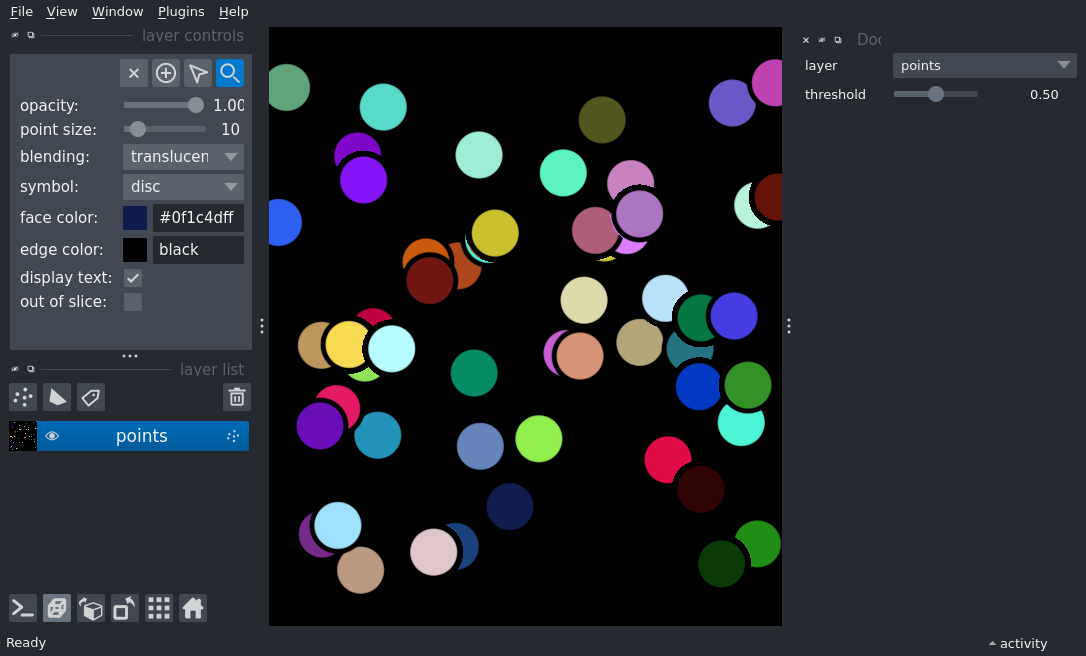 File View Window Plugins Help
layer controls
opacity: 1.00
point size: 10
blending: translucen
symbol: disc
face color: #0f1c4dff
edge color: black
display text:
out of slice:
layer list
points
Ready
layer points
threshold 0.50
activity